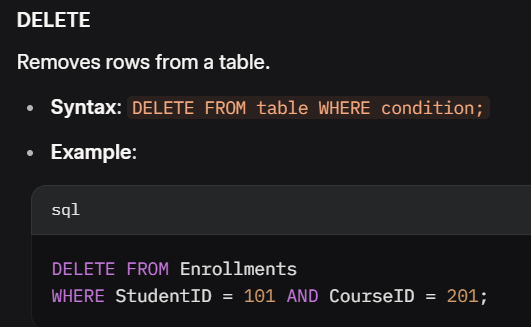 DELETE
Removes rows from a table.
• Syntax: DELETE FROM table WHERE condition;
• Example:
sql
DELETE FROM Enrollments
WHERE StudentID = 101 AND CourseID = 201;